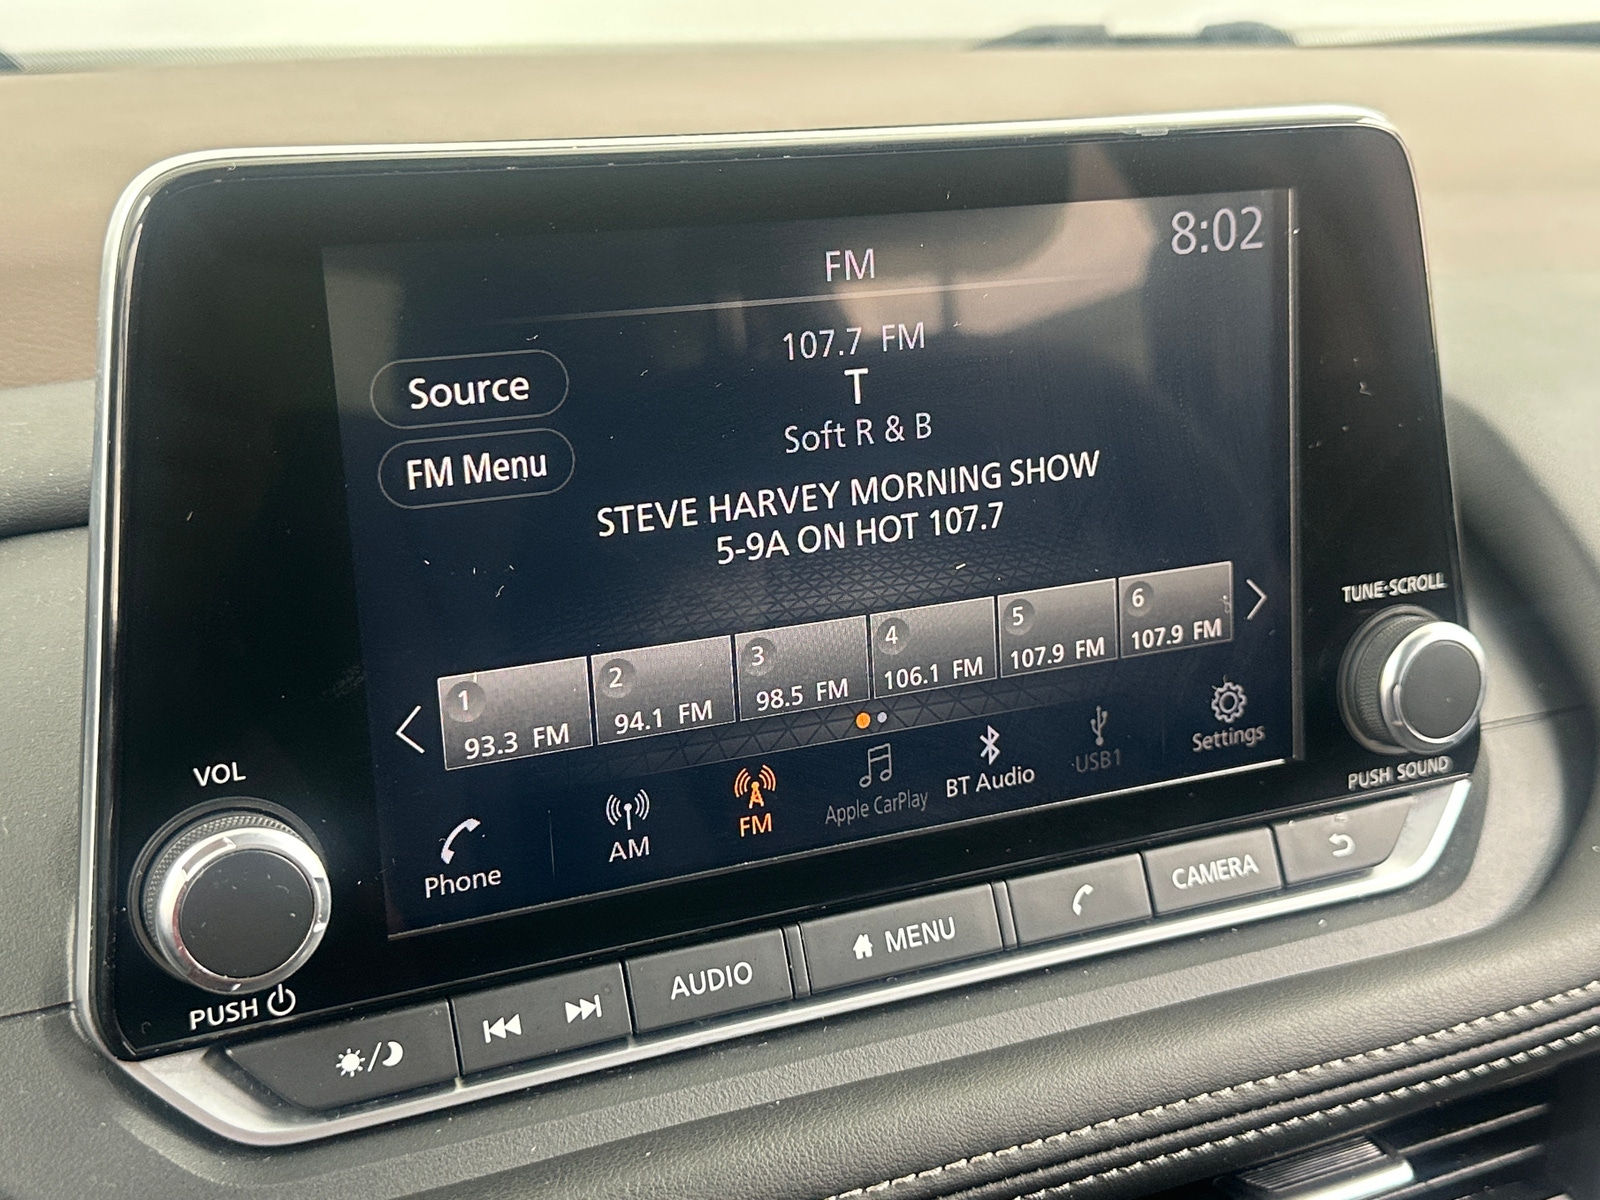 8:02
FM
107.7 FM
T
Soft R & B
STEVE HARVEY MORNING SHOW
5-9A ON HOT 107.7
Source
FM Menu
1
93.3 FM
2
94.1 FM
3
98.5 FM
4
106.1 FM
5
107.9 FM
6
107.9 FM
Phone
AM
FM
Apple CarPlay
BT Audio
USB1
Settings
VOL
PUSH
TUNE·SCROLL
PUSH SOUND
AUDIO
MENU
CAMERA